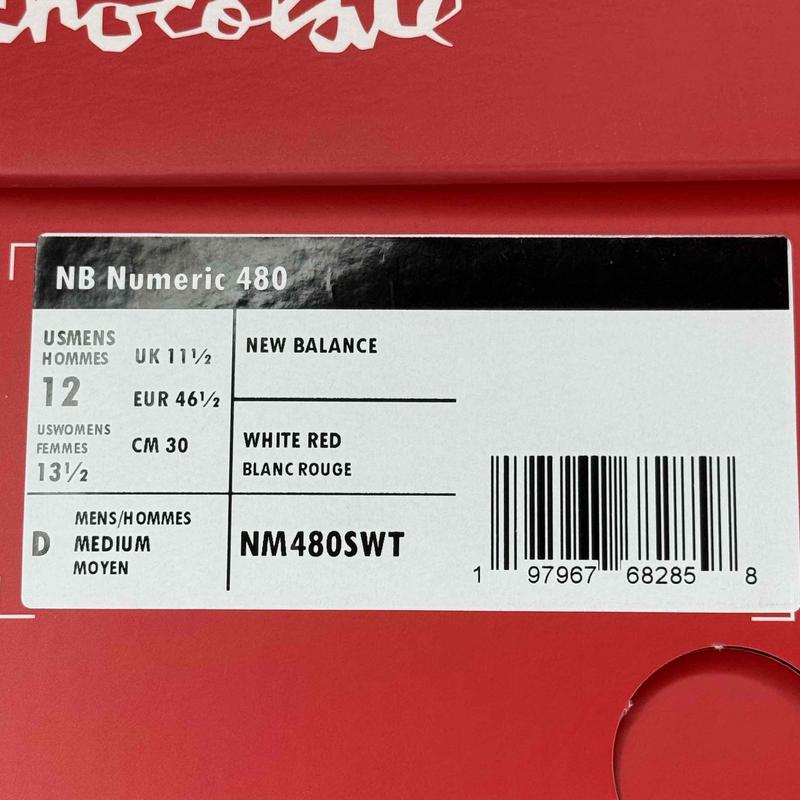 chocolate
NB Numeric 480
USMENS
HOMMES
12
UK 11½
EUR 46½
USWOMENS
FEMMES
13½
CM 30
NEW BALANCE
WHITE RED
BLANC ROUGE
D
MENS/HOMMES
MEDIUM
MOYEN
NM480SWT
1 97967 68285 8